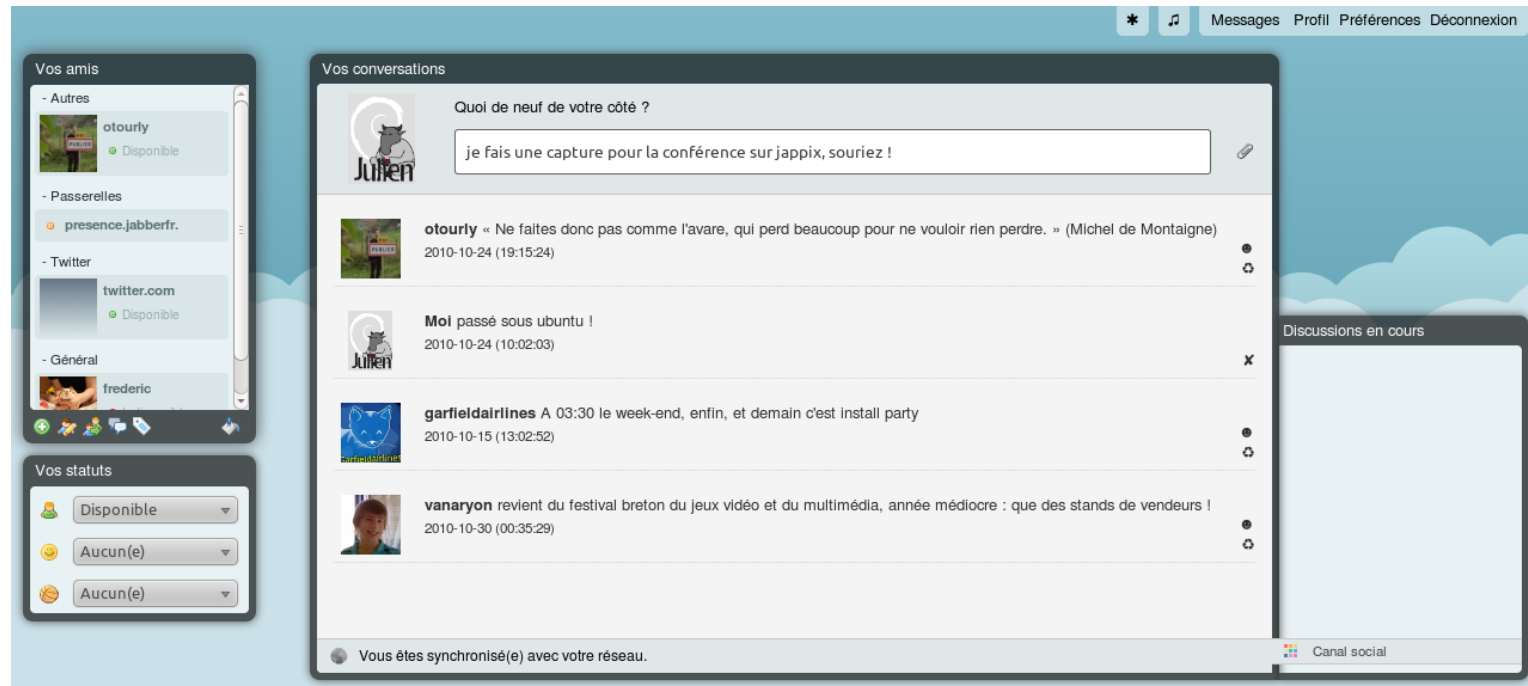 Messages Profil Préférences Déconnexion
Vos amis
- Autres
otourly
Disponible
- Passerelles
presence.jabberfr.
- Twitter
twitter.com
Disponible
- Général
frederic
Vos statuts
Disponible
Aucun(e)
Aucun(e)
Vos conversations
Julien
Quoi de neuf de votre côté ?
je fais une capture pour la conférence sur jappix, souriez !
PUBLIER
otourly « Ne faites donc pas comme l'avare, qui perd beaucoup pour ne vouloir rien perdre. » (Michel de Montaigne)
2010-10-24 (19:15:24)
Julien
Moi passé sous ubuntu !
2010-10-24 (10:02:03)
garfieldairlines A 03:30 le week-end, enfin, et demain c'est install party
2010-10-15 (13:02:52)
Garfieldairlines
vanaryon revient du festival breton du jeux vidéo et du multimédia, année médiocre : que des stands de vendeurs !
2010-10-30 (00:35:29)
Vous êtes synchronisé(e) avec votre réseau.
Discussions en cours
Canal social